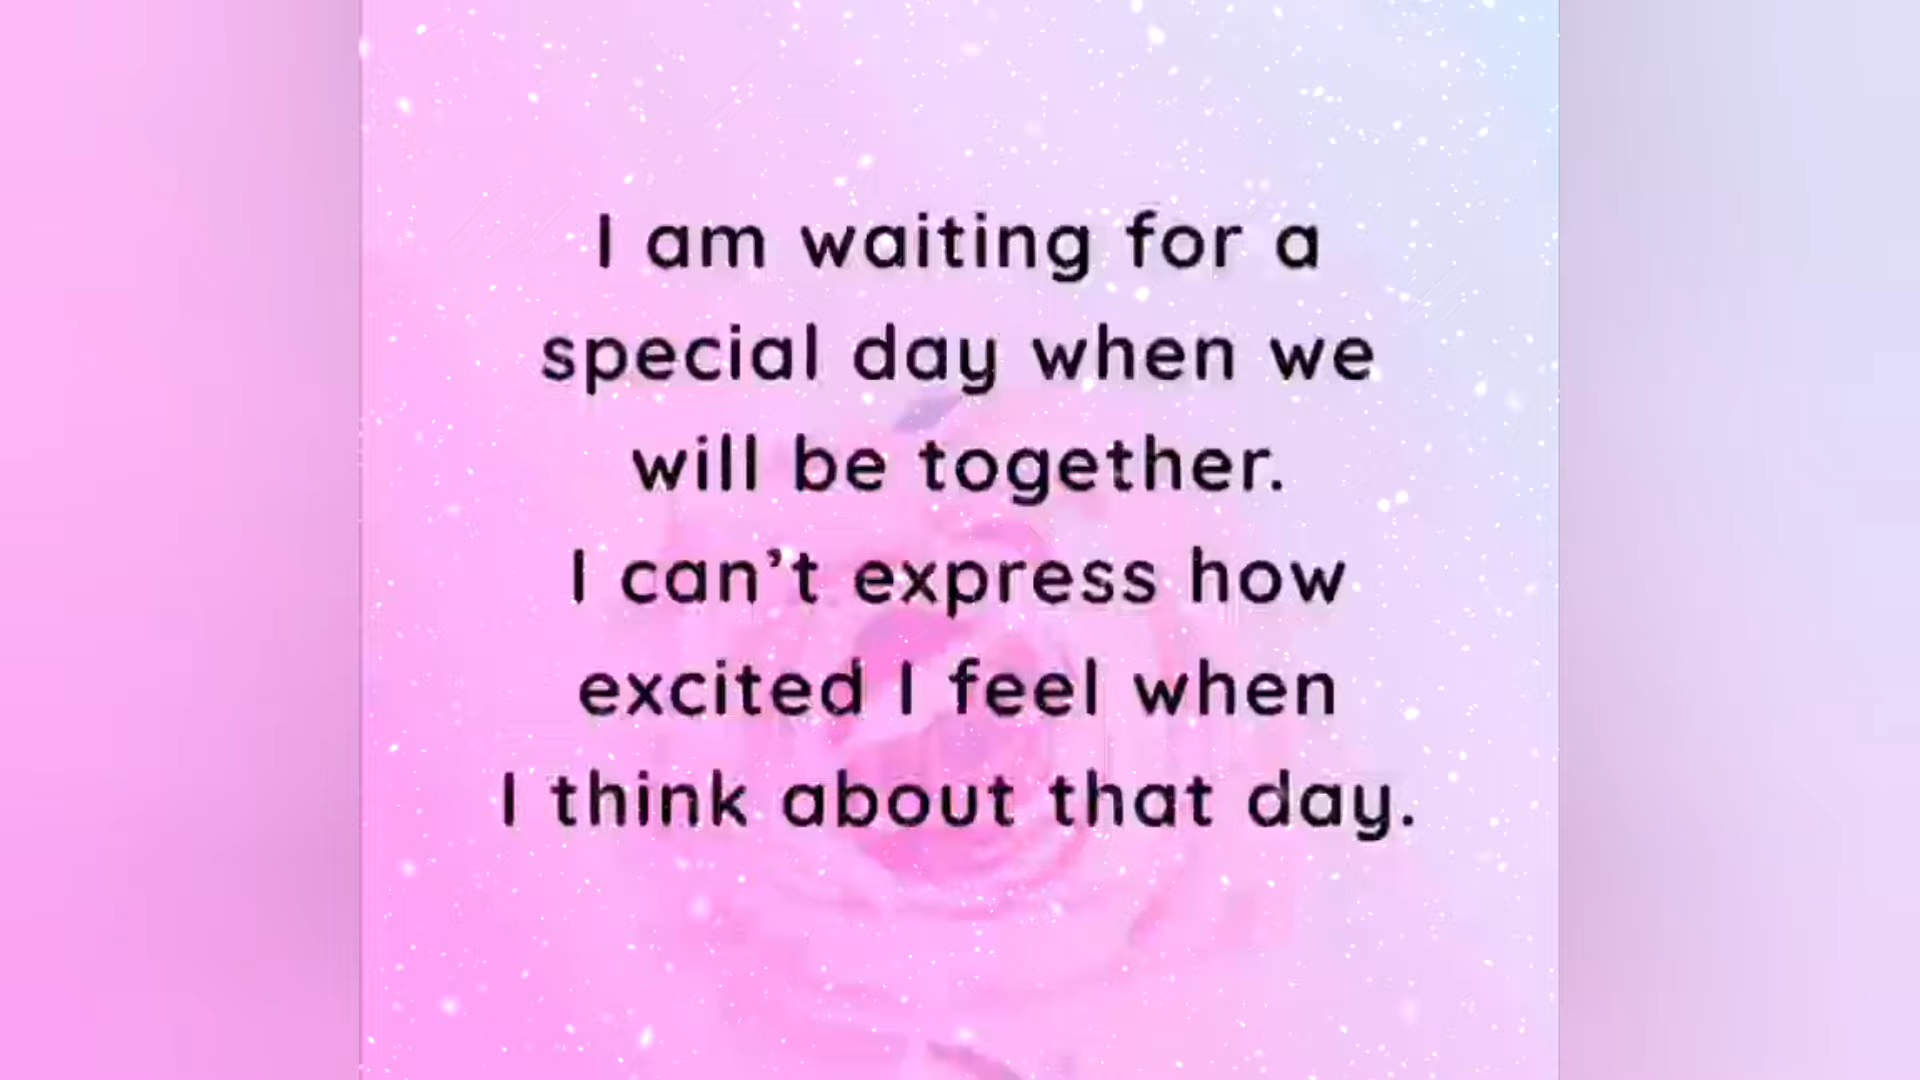 I am waiting for a
special day when we
will be together.
I can’t express how
excited I feel when
I think about that day.